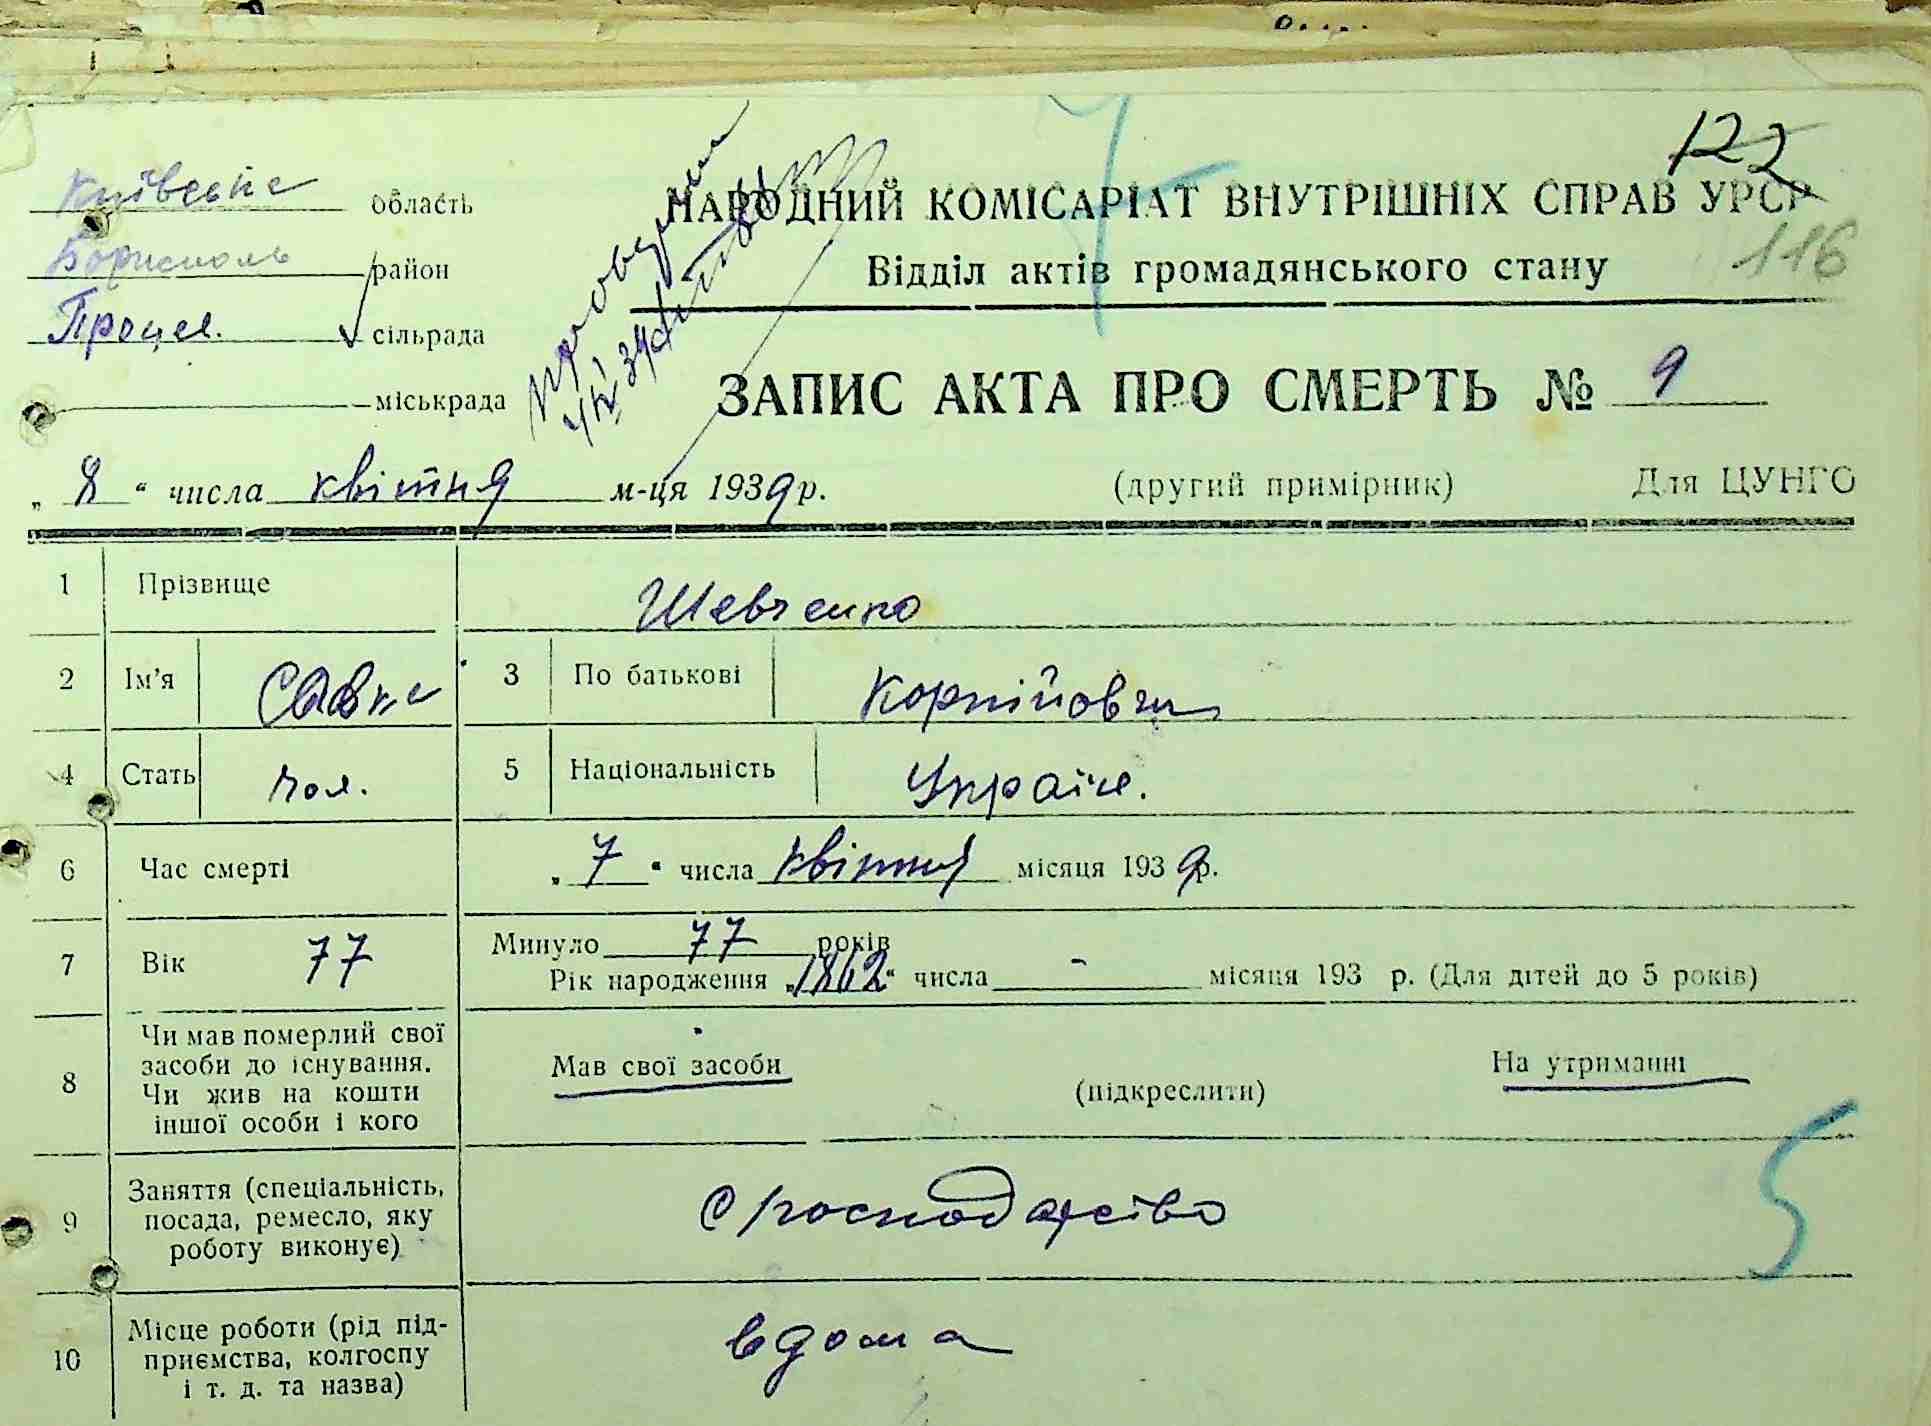 122
Київська область
НАРОДНИЙ КОМІСАРІАТ ВНУТРІШНІХ СПРАВ УРСР
116
Бориспол район
Відділ актів громадянського стану
Процев. сільрада
міськрада
ЗАПИС АКТА ПРО СМЕРТЬ № 9
„ 8 “ числа квітня м-ця 1939 р.
(другий примірник)
Для ЦУНГО
1 Прізвище Шевченко
2 Ім’я Савка 3 По батькові Корнійович
4 Стать чол. 5 Національність Україн.
6 Час смерті „ 7 “ числа квітня місяця 1939 р.
7 Вік 77 Минуло 77 років
Рік народження „1862“ числа - місяця 193 р. (Для дітей до 5 років)
8 Чи мав померлий свої
засоби до існування.
Чи жив на кошти
іншої особи і кого
Мав свої засоби
(підкреслити)
На утриманні
5
9 Заняття (спеціальність,
посада, ремесло, яку
роботу виконує)
с господарство
10 Місце роботи (рід під-
приємства, колгоспу
і т. д. та назва)
вдома